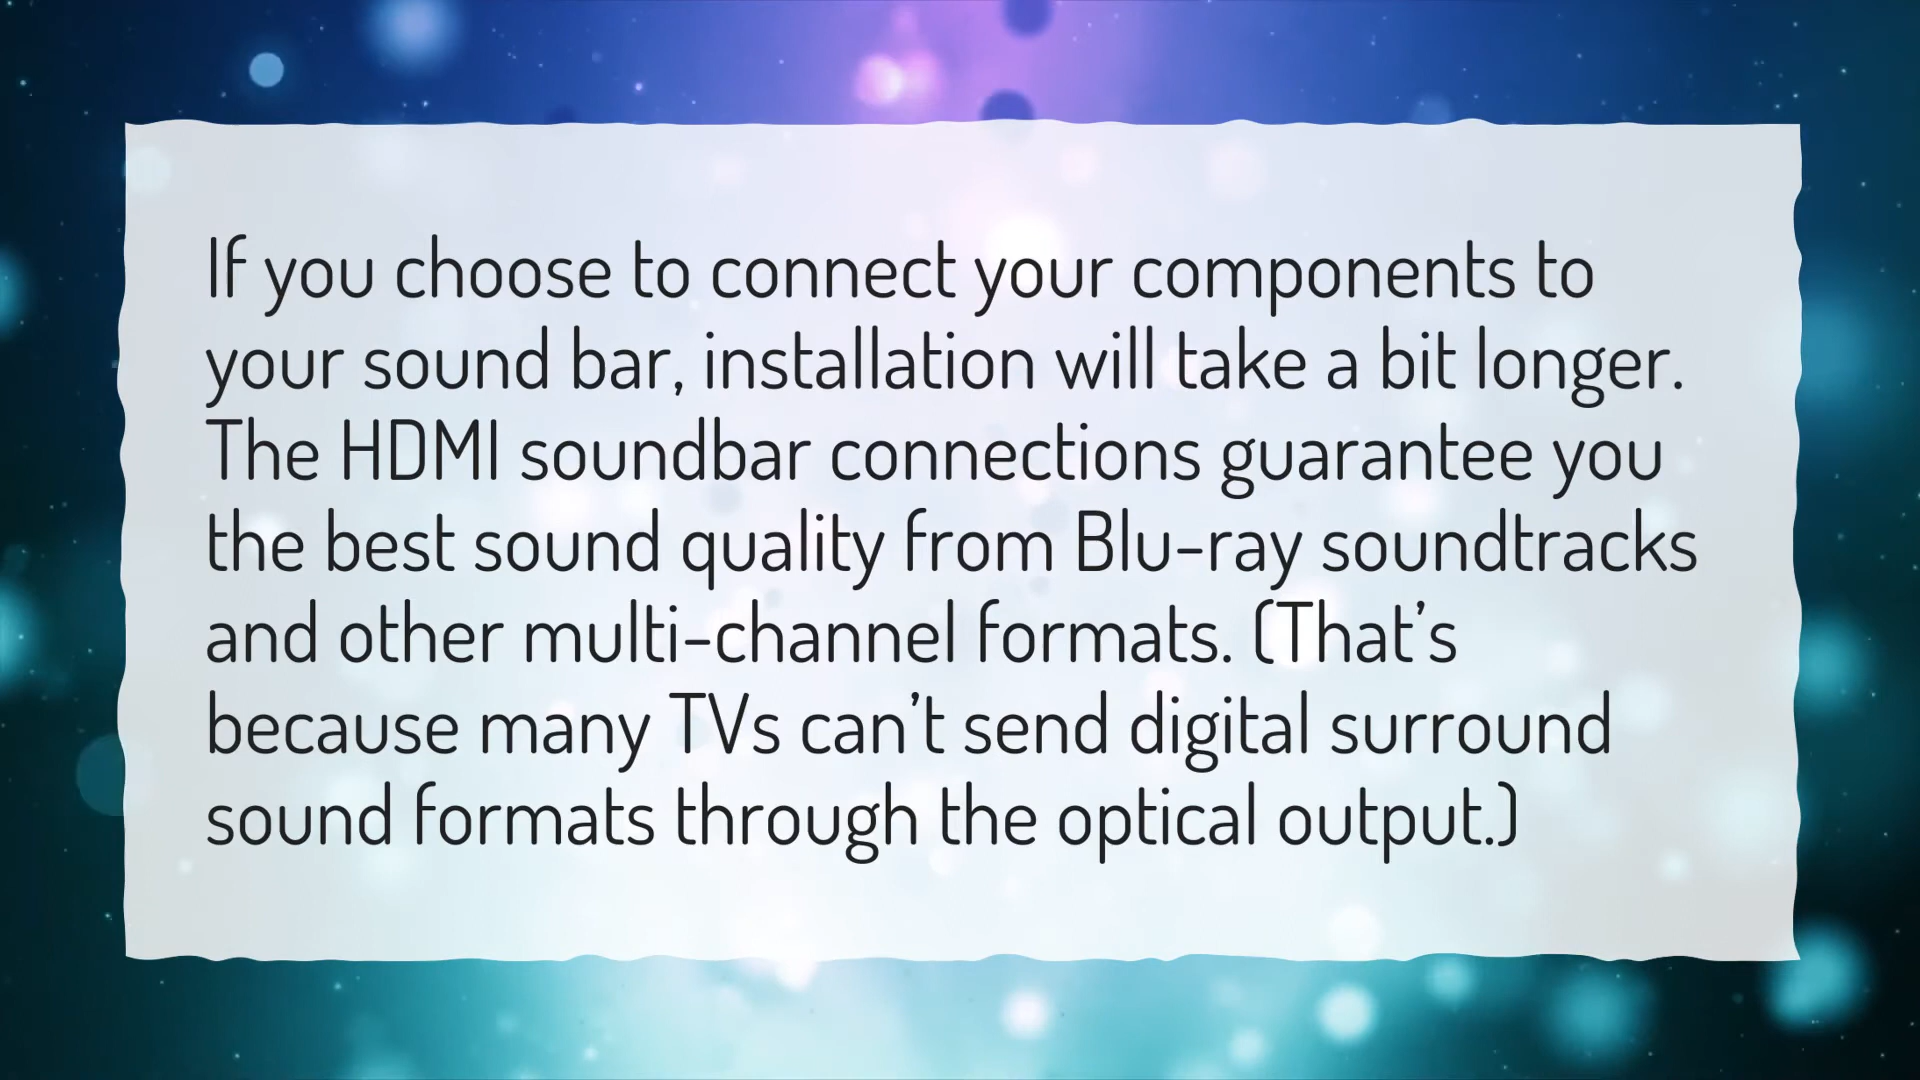 If you choose to connect your components to
your sound bar, installation will take a bit longer.
The HDMI soundbar connections guarantee you
the best sound quality from Blu-ray soundtracks
and other multi-channel formats. (That’s
because many TVs can’t send digital surround
sound formats through the optical output.)